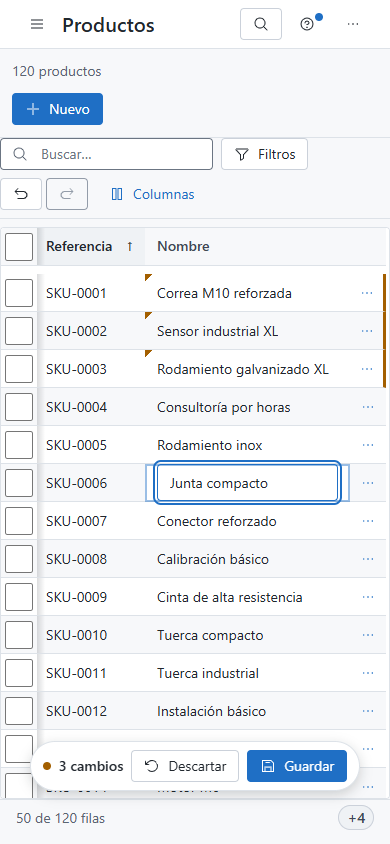 Productos
120 productos
Nuevo
Buscar...
Filtros
Columnas
Referencia ↑ Nombre
SKU-0001 Correa M10 reforzada
SKU-0002 Sensor industrial XL
SKU-0003 Rodamiento galvanizado XL
SKU-0004 Consultoría por horas
SKU-0005 Rodamiento inox
SKU-0006 Junta compacto
SKU-0007 Conector reforzado
SKU-0008 Calibración básico
SKU-0009 Cinta de alta resistencia
SKU-0010 Tuerca compacto
SKU-0011 Tuerca industrial
SKU-0012 Instalación básico
3 cambios Descartar Guardar
50 de 120 filas +4